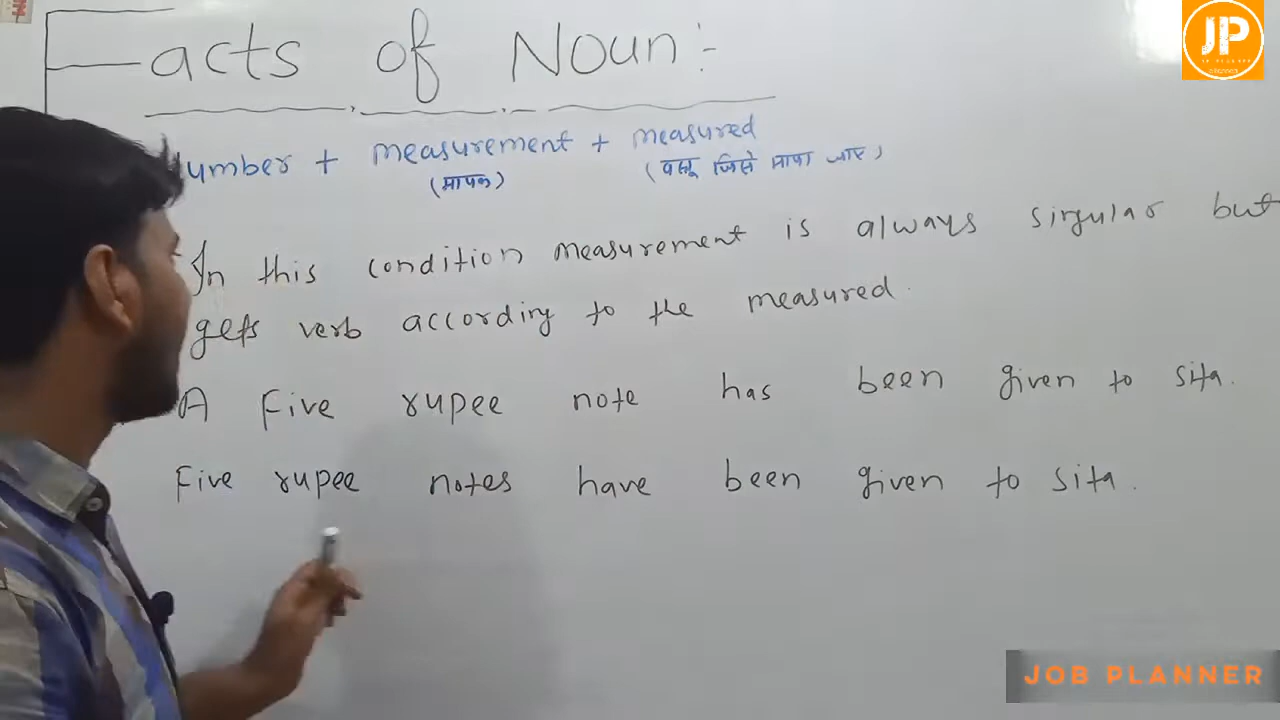 Facts of Noun :-
Number + measurement + measured
(मापक) (वस्तू जिसे मापा जाए)
In this condition measurement is always singular but
gets verb according to the measured.
A Five rupee note has been given to sita.
Five rupee notes have been given to sita.
JP
JP PLANNER
JOB PLANNER